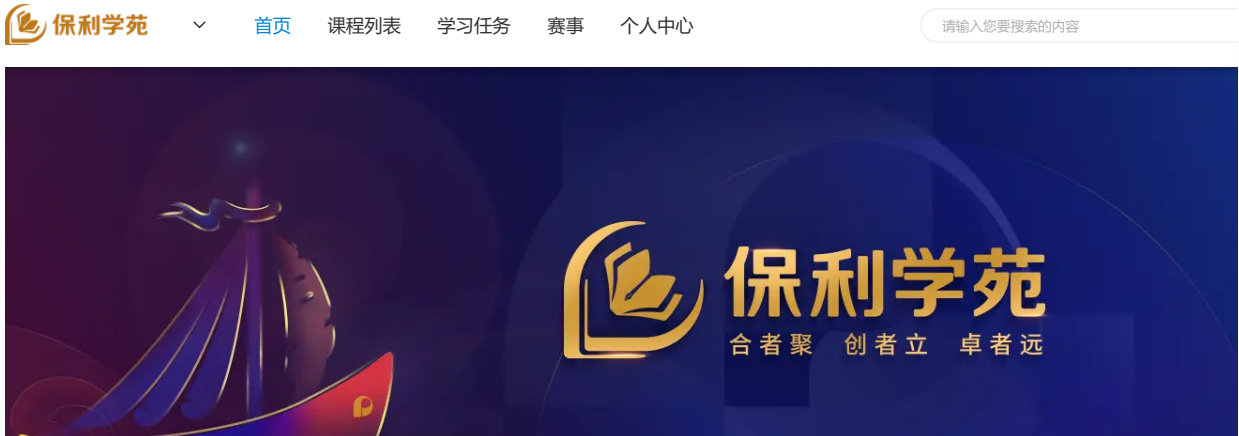 保利学苑 首页 课程列表 学习任务 赛事 个人中心 请输入您要搜索的内容
保利学苑
合者聚 创者立 卓者远